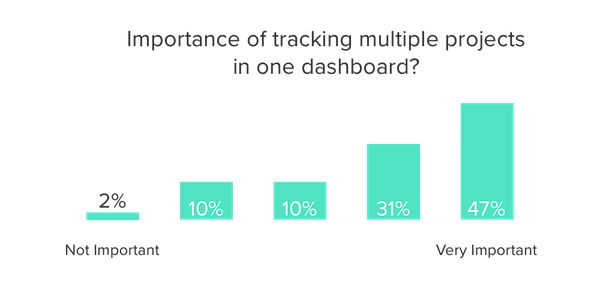 Importance of tracking multiple projects
in one dashboard?
2%
10%
10%
31%
47%
Not Important
Very Important